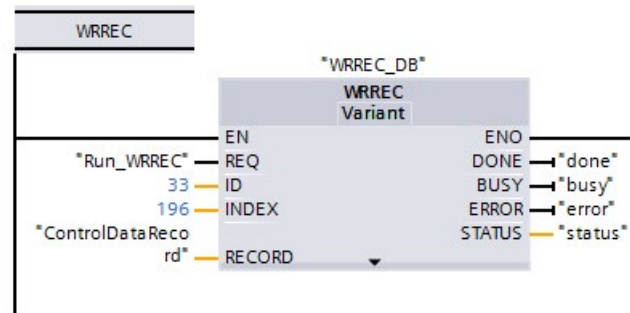 WRREC
"WRREC_DB"
WRREC
Variant
EN ENO
"Run_WRREC" REQ DONE "done"
33 ID BUSY "busy"
196 INDEX ERROR "error"
"ControlDataReco STATUS "status"
rd" RECORD